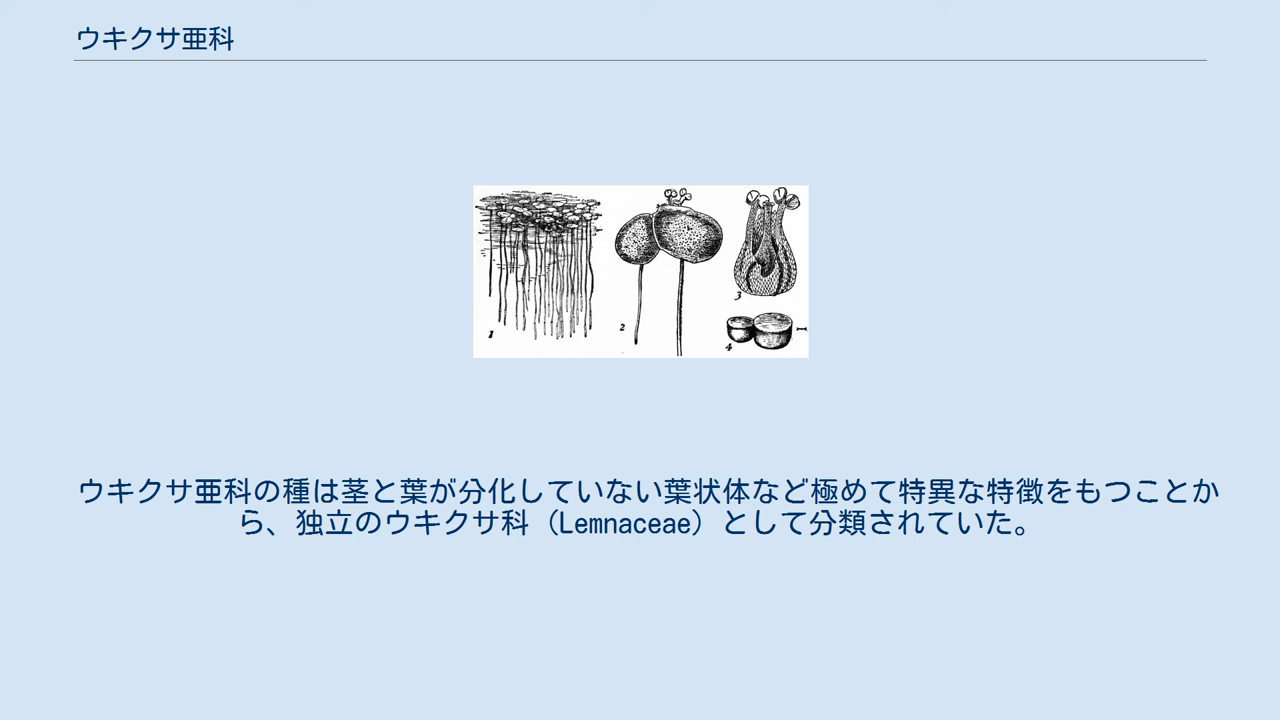 ウキクサ亜科
1
2
3
4
ウキクサ亜科の種は茎と葉が分化していない葉状体など極めて特異な特徴をもつことか
ら、独立のウキクサ科（Lemnaceae）として分類されていた。